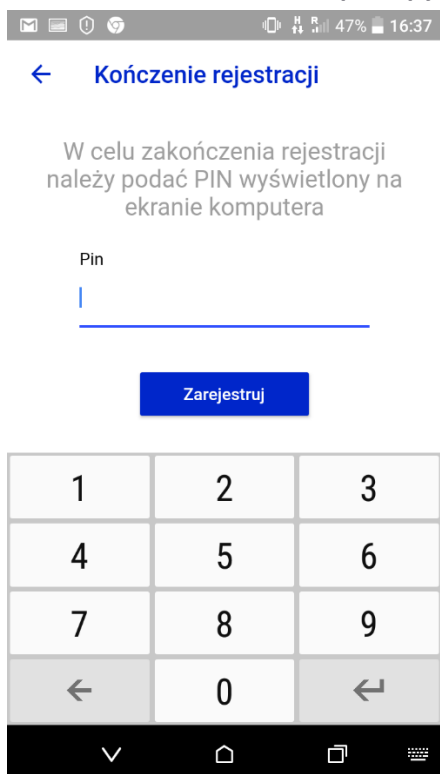 H R 47% 16:37
Kończenie rejestracji
W celu zakończenia rejestracji
należy podać PIN wyświetlony na
ekranie komputera
Pin
Zarejestruj
1 2 3
4 5 6
7 8 9
0